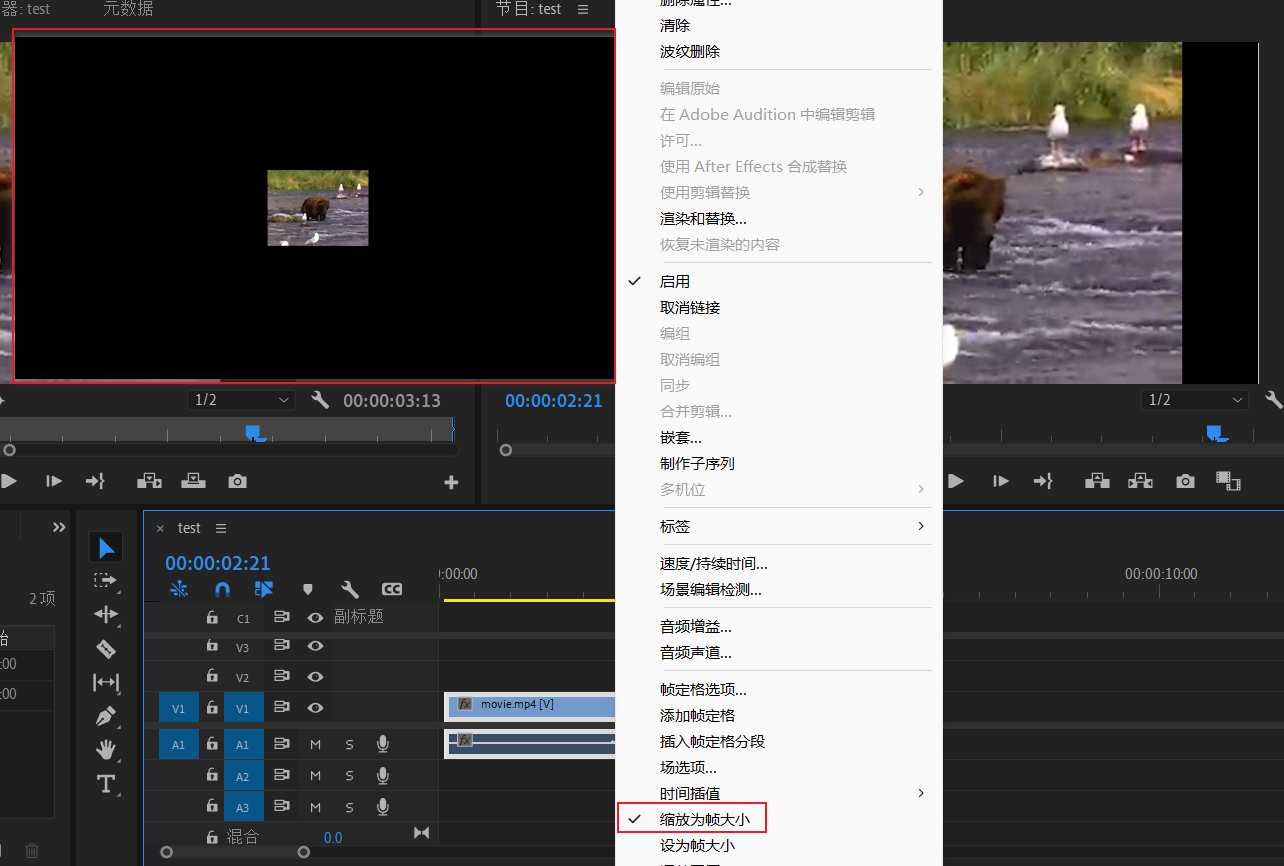 器: test
元数据
节目: test
1/2
00:00:03:13
00:00:02:21
清除
波纹删除
编辑原始
在 Adobe Audition 中编辑剪辑
许可...
使用 After Effects 合成替换
使用剪辑替换
渲染和替换...
恢复未渲染的内容
启用
取消链接
编组
取消编组
同步
合并剪辑...
嵌套...
制作子序列
多机位
标签
速度/持续时间...
场景编辑检测...
音频增益...
音频声道...
帧定格选项...
添加帧定格
插入帧定格分段
场选项...
时间插值
缩放为帧大小
设为帧大小
1/2
2项
:00
:00
test
00:00:02:21
:00:00
00:00:10:00
C1
副标题
V3
V2
V1
V1
movie.mp4 [V]
fx
A1
A1
M
S
fx
A2
M
S
A3
M
S
混合
0.0